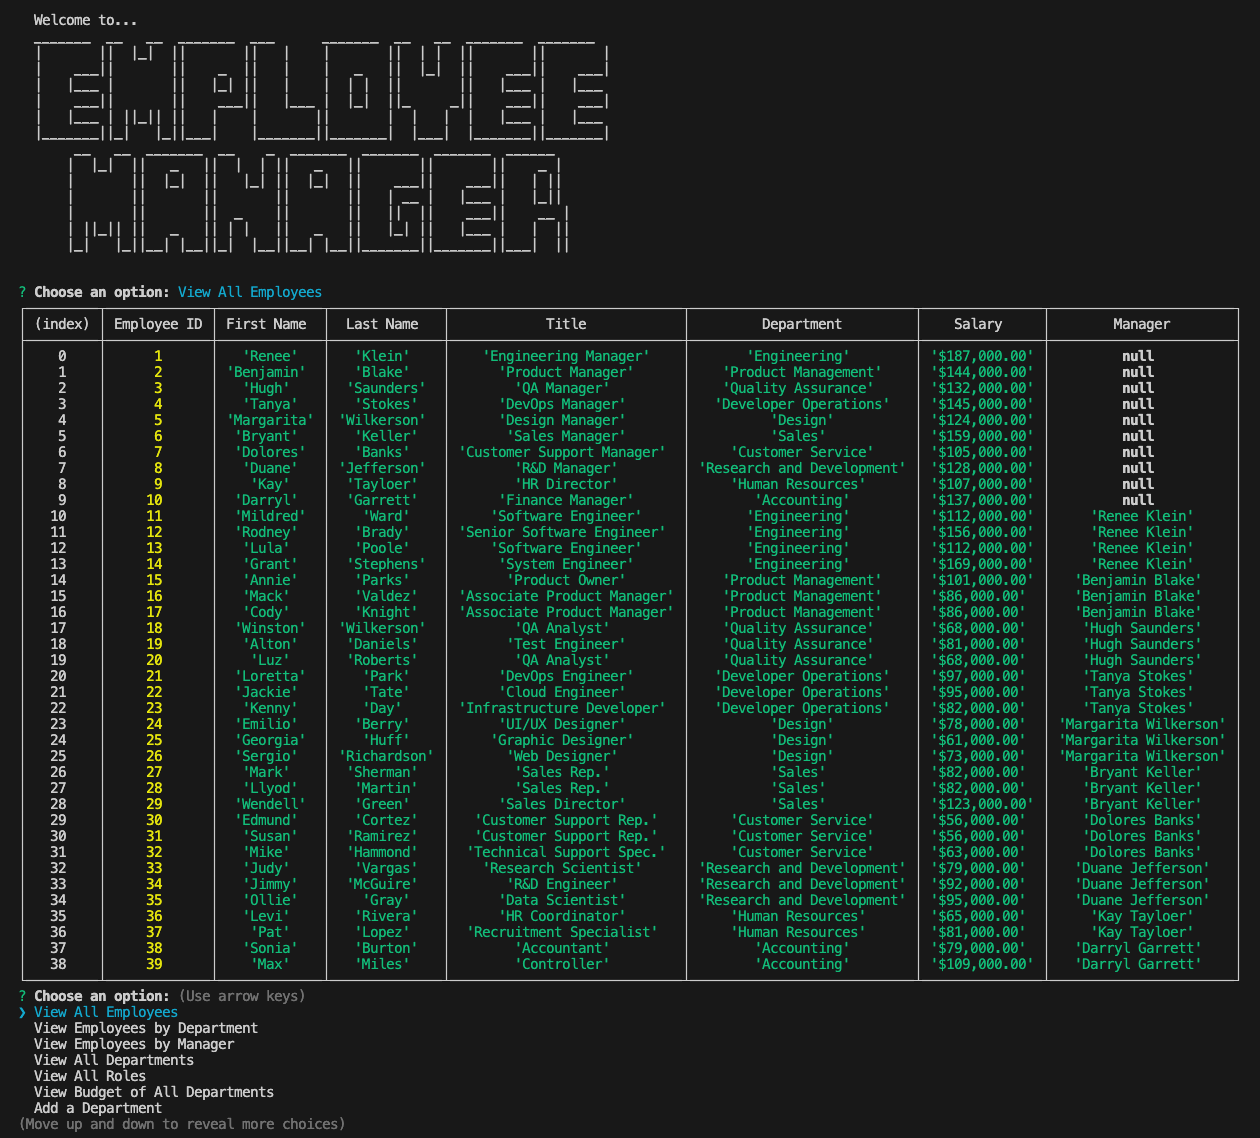 Welcome to...
EMPLOYEE
MANAGER
? Choose an option: View All Employees
(index) Employee ID First Name Last Name Title Department Salary Manager
0 1 'Renee' 'Klein' 'Engineering Manager' 'Engineering' '$187,000.00' null
1 2 'Benjamin' 'Blake' 'Product Manager' 'Product Management' '$144,000.00' null
2 3 'Hugh' 'Saunders' 'QA Manager' 'Quality Assurance' '$132,000.00' null
3 4 'Tanya' 'Stokes' 'DevOps Manager' 'Developer Operations' '$145,000.00' null
4 5 'Margarita' 'Wilkerson' 'Design Manager' 'Design' '$124,000.00' null
5 6 'Bryant' 'Keller' 'Sales Manager' 'Sales' '$159,000.00' null
6 7 'Dolores' 'Banks' 'Customer Support Manager' 'Customer Service' '$105,000.00' null
7 8 'Duane' 'Jefferson' 'R&D Manager' 'Research and Development' '$128,000.00' null
8 9 'Kay' 'Tayloer' 'HR Director' 'Human Resources' '$107,000.00' null
9 10 'Darryl' 'Garrett' 'Finance Manager' 'Accounting' '$137,000.00' null
10 11 'Mildred' 'Ward' 'Software Engineer' 'Engineering' '$112,000.00' 'Renee Klein'
11 12 'Rodney' 'Brady' 'Senior Software Engineer' 'Engineering' '$156,000.00' 'Renee Klein'
12 13 'Lula' 'Poole' 'Software Engineer' 'Engineering' '$112,000.00' 'Renee Klein'
13 14 'Grant' 'Stephens' 'System Engineer' 'Engineering' '$169,000.00' 'Renee Klein'
14 15 'Annie' 'Parks' 'Product Owner' 'Product Management' '$101,000.00' 'Benjamin Blake'
15 16 'Mack' 'Valdez' 'Associate Product Manager' 'Product Management' '$86,000.00' 'Benjamin Blake'
16 17 'Cody' 'Knight' 'Associate Product Manager' 'Product Management' '$86,000.00' 'Benjamin Blake'
17 18 'Winston' 'Wilkerson' 'QA Analyst' 'Quality Assurance' '$68,000.00' 'Hugh Saunders'
18 19 'Alton' 'Daniels' 'Test Engineer' 'Quality Assurance' '$81,000.00' 'Hugh Saunders'
19 20 'Luz' 'Roberts' 'QA Analyst' 'Quality Assurance' '$68,000.00' 'Hugh Saunders'
20 21 'Loretta' 'Park' 'DevOps Engineer' 'Developer Operations' '$97,000.00' 'Tanya Stokes'
21 22 'Jackie' 'Tate' 'Cloud Engineer' 'Developer Operations' '$95,000.00' 'Tanya Stokes'
22 23 'Kenny' 'Day' 'Infrastructure Developer' 'Developer Operations' '$82,000.00' 'Tanya Stokes'
23 24 'Emilio' 'Berry' 'UI/UX Designer' 'Design' '$78,000.00' 'Margarita Wilkerson'
24 25 'Georgia' 'Huff' 'Graphic Designer' 'Design' '$61,000.00' 'Margarita Wilkerson'
25 26 'Sergio' 'Richardson' 'Web Designer' 'Design' '$73,000.00' 'Margarita Wilkerson'
26 27 'Mark' 'Sherman' 'Sales Rep.' 'Sales' '$82,000.00' 'Bryant Keller'
27 28 'Llyod' 'Martin' 'Sales Rep.' 'Sales' '$82,000.00' 'Bryant Keller'
28 29 'Wendell' 'Green' 'Sales Director' 'Sales' '$123,000.00' 'Bryant Keller'
29 30 'Edmund' 'Cortez' 'Customer Support Rep.' 'Customer Service' '$56,000.00' 'Dolores Banks'
30 31 'Susan' 'Ramirez' 'Customer Support Rep.' 'Customer Service' '$56,000.00' 'Dolores Banks'
31 32 'Mike' 'Hammond' 'Technical Support Spec.' 'Customer Service' '$63,000.00' 'Dolores Banks'
32 33 'Judy' 'Vargas' 'Research Scientist' 'Research and Development' '$79,000.00' 'Duane Jefferson'
33 34 'Jimmy' 'McGuire' 'R&D Engineer' 'Research and Development' '$92,000.00' 'Duane Jefferson'
34 35 'Ollie' 'Gray' 'Data Scientist' 'Research and Development' '$95,000.00' 'Duane Jefferson'
35 36 'Levi' 'Rivera' 'HR Coordinator' 'Human Resources' '$65,000.00' 'Kay Tayloer'
36 37 'Pat' 'Lopez' 'Recruitment Specialist' 'Human Resources' '$81,000.00' 'Kay Tayloer'
37 38 'Sonia' 'Burton' 'Accountant' 'Accounting' '$79,000.00' 'Darryl Garrett'
38 39 'Max' 'Miles' 'Controller' 'Accounting' '$109,000.00' 'Darryl Garrett'
? Choose an option: (Use arrow keys)
❯ View All Employees
View Employees by Department
View Employees by Manager
View All Departments
View All Roles
View Budget of All Departments
Add a Department
(Move up and down to reveal more choices)